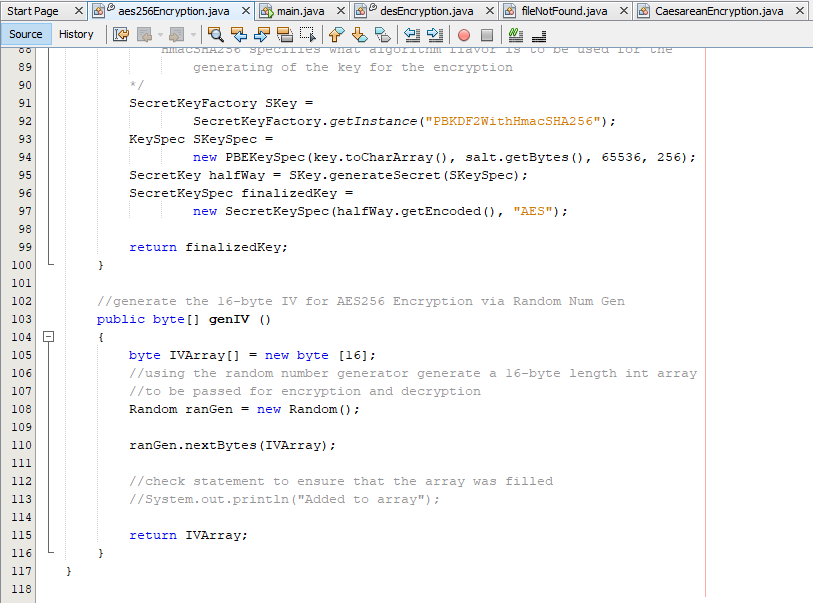 Start Page aes256Encryption.java main.java desEncryption.java fileNotFound.java CaesareanEncryption.java
Source History
88 HmacSHA256 specifies what algorithm flavor is to be used for the
89 generating of the key for the encryption
90 */
91 SecretKeyFactory SKey =
92 SecretKeyFactory.getInstance("PBKDF2WithHmacSHA256");
93 KeySpec SKeySpec =
94 new PBEKeySpec(key.toCharArray(), salt.getBytes(), 65536, 256);
95 SecretKey halfWay = SKey.generateSecret(SKeySpec);
96 SecretKeySpec finalizedKey =
97 new SecretKeySpec(halfWay.getEncoded(), "AES");
98
99 return finalizedKey;
100 }
101
102 //generate the 16-byte IV for AES256 Encryption via Random Num Gen
103 public byte[] genIV ()
104 {
105 byte IVArray[] = new byte [16];
106 //using the random number generator generate a 16-byte length int array
107 //to be passed for encryption and decryption
108 Random ranGen = new Random();
109
110 ranGen.nextBytes(IVArray);
111
112 //check statement to ensure that the array was filled
113 //System.out.println("Added to array");
114
115 return IVArray;
116 }
117 }
118